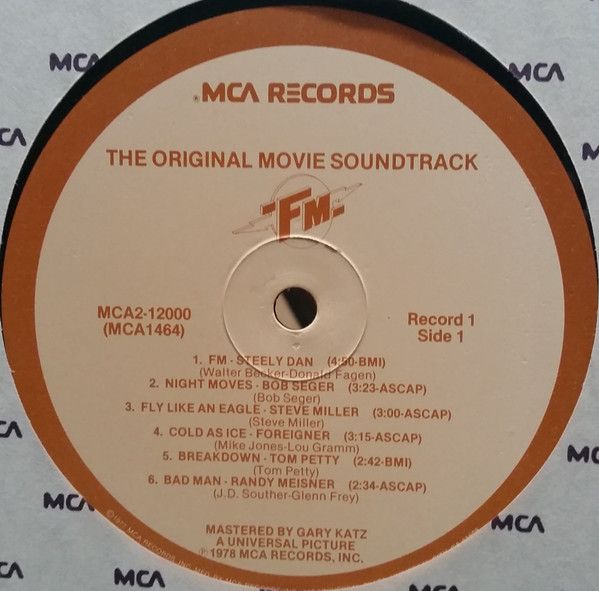 MCA
MCA
MCA RECORDS
THE ORIGINAL MOVIE SOUNDTRACK
FM
MCA2-12000
(MCA1464)
Record 1
Side 1
1. FM - STEELY DAN (4:50-BMI)
(Walter Becker-Donald Fagen)
2. NIGHT MOVES - BOB SEGER (3:23-ASCAP)
(Bob Seger)
3. FLY LIKE AN EAGLE - STEVE MILLER (3:00-ASCAP)
(Steve Miller)
4. COLD AS ICE - FOREIGNER (3:15-ASCAP)
(Mike Jones-Lou Gramm)
5. BREAKDOWN - TOM PETTY (2:42-BMI)
(Tom Petty)
6. BAD MAN - RANDY MEISNER (2:34-ASCAP)
(J.D. Souther-Glenn Frey)
MASTERED BY GARY KATZ
A UNIVERSAL PICTURE
℗1978 MCA RECORDS, INC.
©1977 MCA RECORDS, INC.
MCA
MCA
MCA